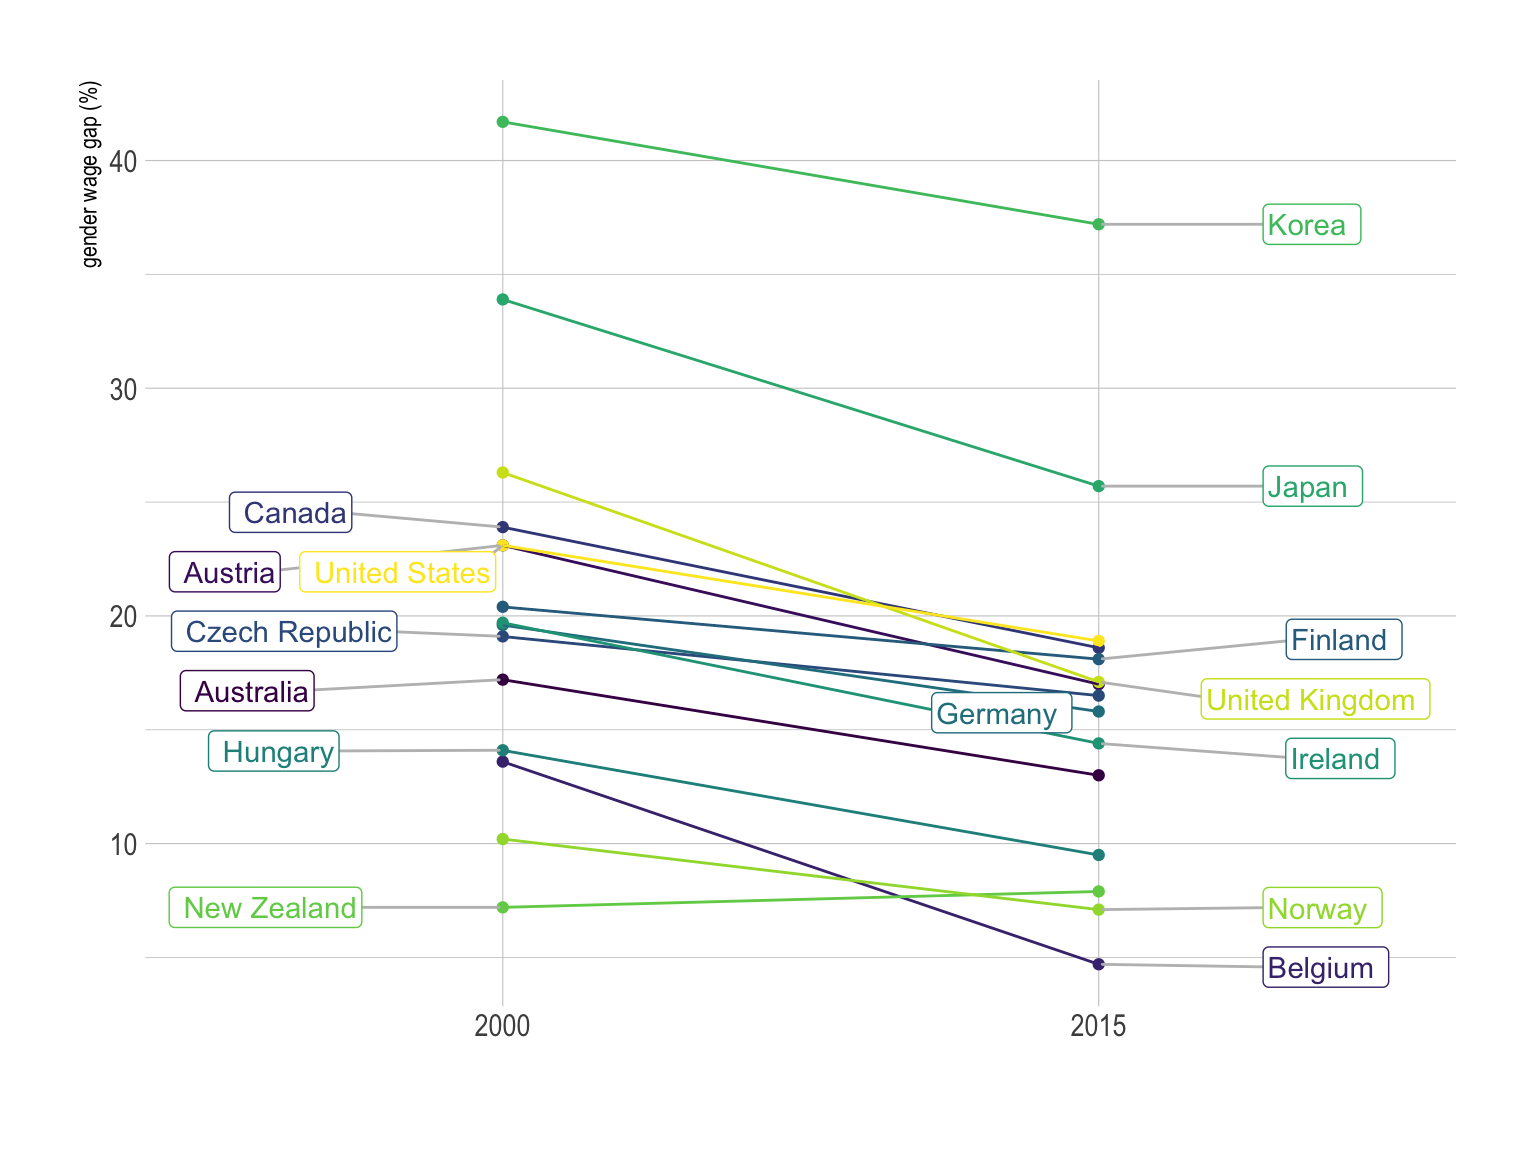 gender wage gap (%)
40
30
20
10
Korea
Japan
Canada
Austria
United States
Czech Republic
Finland
Australia
United Kingdom
Germany
Hungary
Ireland
New Zealand
Norway
Belgium
2000
2015